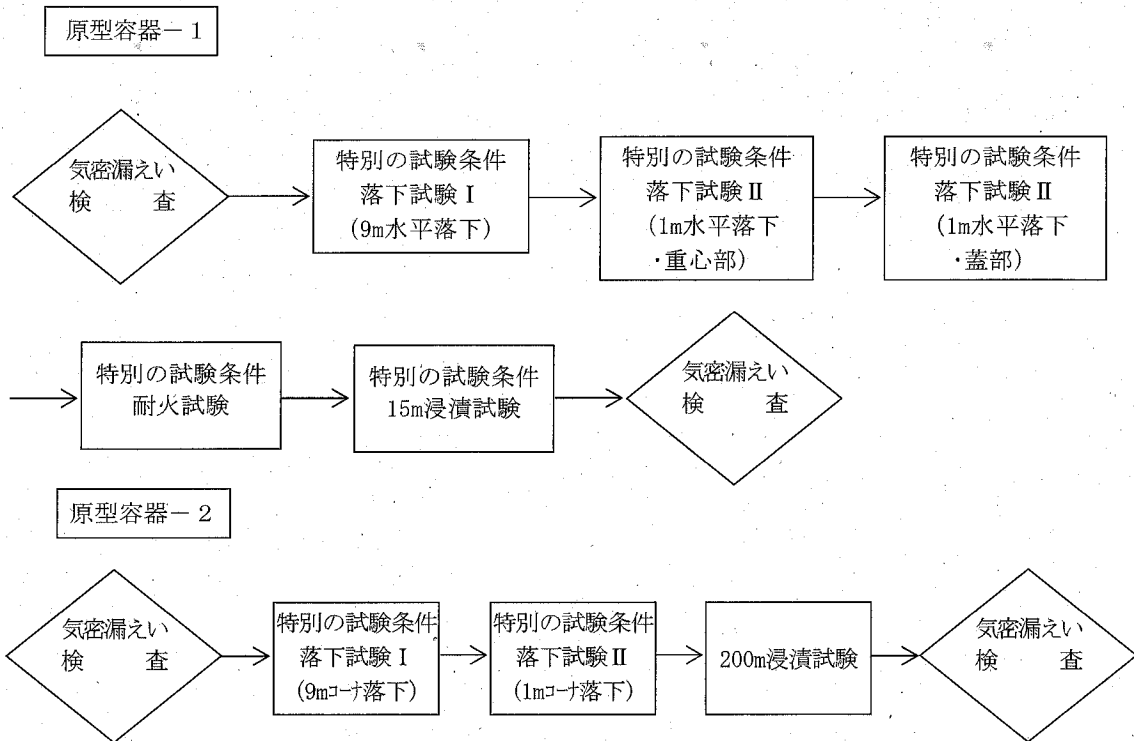 原型容器－1
気密漏えい
検　　査
特別の試験条件
落下試験Ⅰ
(9m水平落下)
特別の試験条件
落下試験Ⅱ
(1m水平落下
・重心部)
特別の試験条件
落下試験Ⅱ
(1m水平落下
・蓋部)
特別の試験条件
耐火試験
特別の試験条件
15m浸漬試験
気密漏えい
検　　査
原型容器－2
気密漏えい
検　　査
特別の試験条件
落下試験Ⅰ
(9mｺｰﾅ落下)
特別の試験条件
落下試験Ⅱ
(1mｺｰﾅ落下)
200m浸漬試験
気密漏えい
検　　査